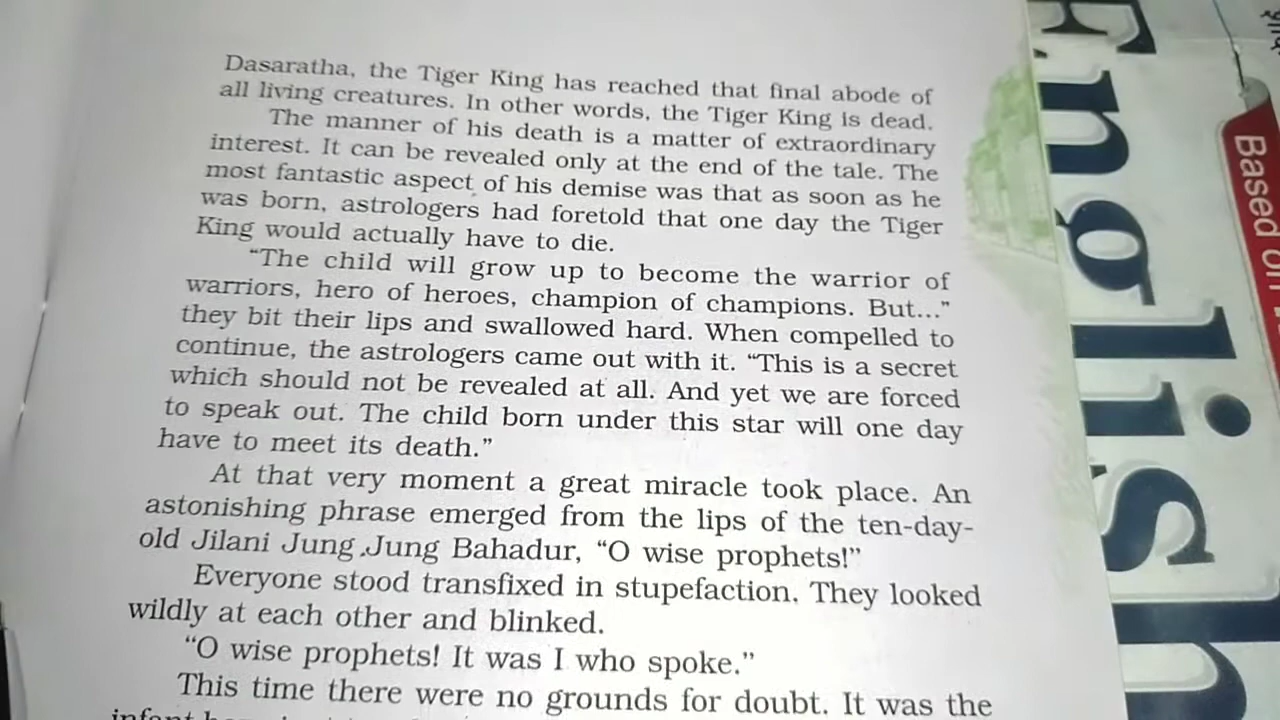 Dasaratha, the Tiger King has reached that final abode of
all living creatures. In other words, the Tiger King is dead.
The manner of his death is a matter of extraordinary
interest. It can be revealed only at the end of the tale. The
most fantastic aspect of his demise was that as soon as he
was born, astrologers had foretold that one day the Tiger
King would actually have to die.
“The child will grow up to become the warrior of
warriors, hero of heroes, champion of champions. But...”
they bit their lips and swallowed hard. When compelled to
continue, the astrologers came out with it. “This is a secret
which should not be revealed at all. And yet we are forced
to speak out. The child born under this star will one day
have to meet its death.”
At that very moment a great miracle took place. An
astonishing phrase emerged from the lips of the ten-day-
old Jilani Jung Jung Bahadur, “O wise prophets!”
Everyone stood transfixed in stupefaction. They looked
wildly at each other and blinked.
“O wise prophets! It was I who spoke.”
This time there were no grounds for doubt. It was the
infant
English
Based on